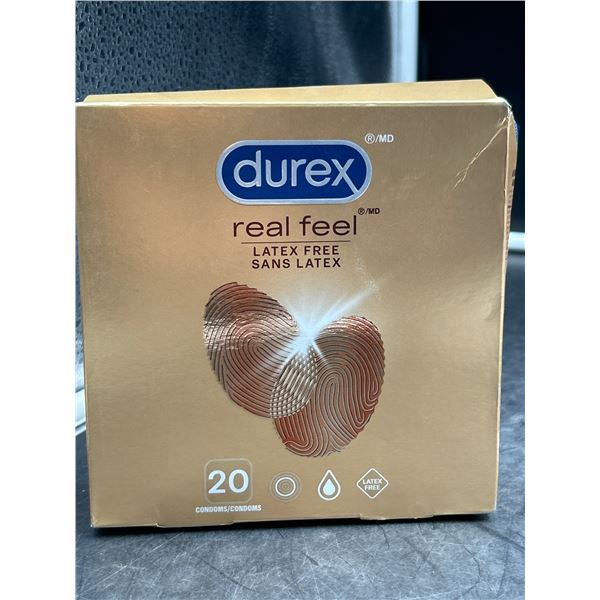 ®/MD
durex
®/MD
real feel
LATEX FREE
SANS LATEX
20
CONDOMS/CONDOMS
LATEX
FREE